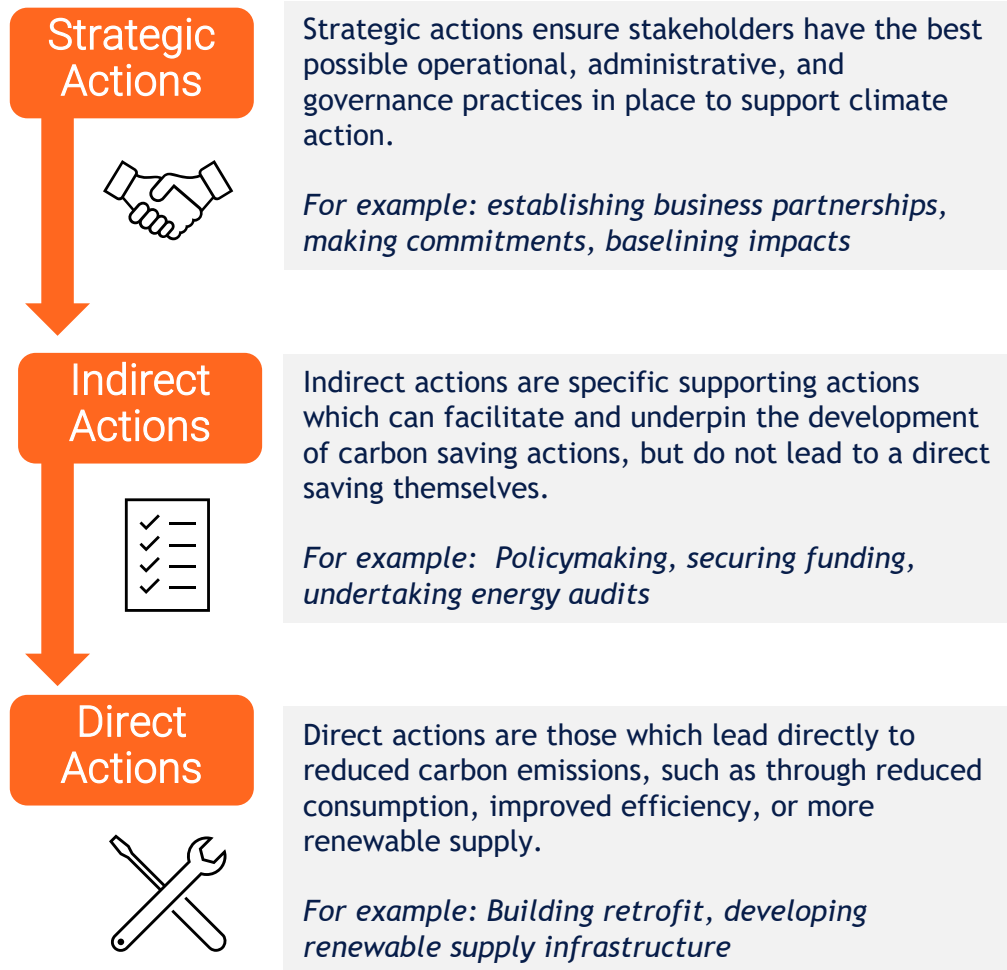 Strategic
Actions
Strategic actions ensure stakeholders have the best
possible operational, administrative, and
governance practices in place to support climate
action.
For example: establishing business partnerships,
making commitments, baselining impacts
Indirect
Actions
Indirect actions are specific supporting actions
which can facilitate and underpin the development
of carbon saving actions, but do not lead to a direct
saving themselves.
For example:  Policymaking, securing funding,
undertaking energy audits
Direct
Actions
Direct actions are those which lead directly to
reduced carbon emissions, such as through reduced
consumption, improved efficiency, or more
renewable supply.
For example: Building retrofit, developing
renewable supply infrastructure